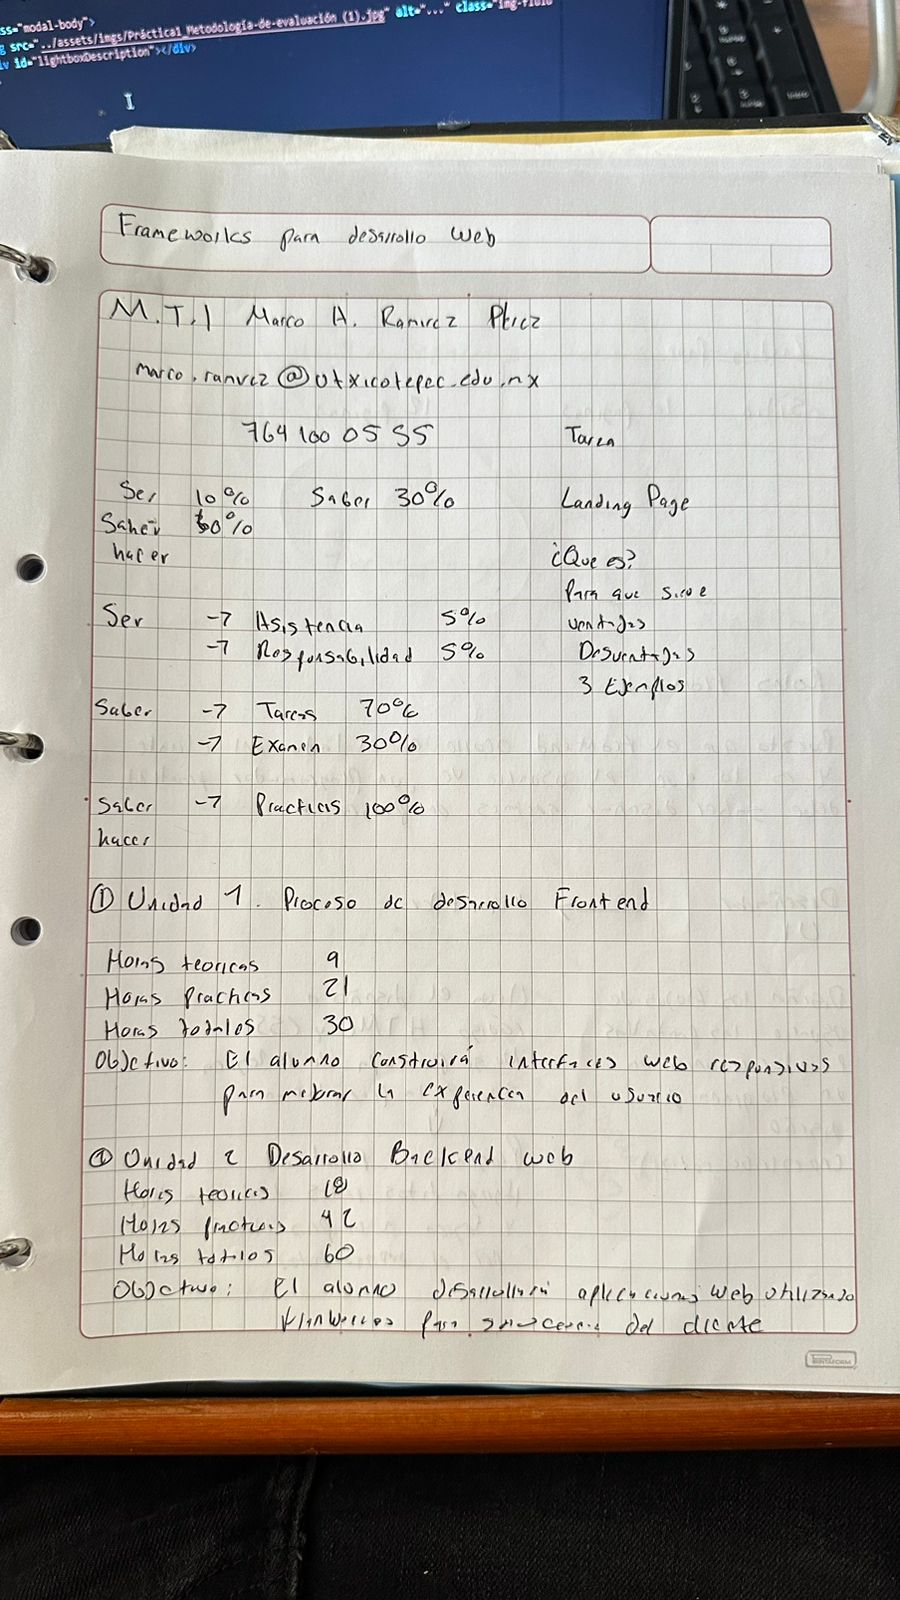 ss="modal-body">
src="../assets/imgs/Práctica1_Metodología-de-evaluación (1).jpg" alt="..." class="img-fluid
iv id="lightboxDescription"></div>
Frameworks para desarrollo Web
M.T.I Marco A. Ramirez Pérez
marco.ramirez@utxicotepec.edu.mx
764 100 05 55
Tarea
Ser 10% Saber 30%
Landing Page
Saber 60%
hacer
¿Que es?
Para que sirve
Ser -> Asistencia 5%
ventajas
-> Responsabilidad 5%
Desventajas
3 Ejemplos
Saber -> Tareas 70%
-> Examen 30%
Saber -> Practicas 100%
hacer
① Unidad 1. Proceso de desarrollo Frontend
Horas teoricas 9
Horas practicas 21
Horas totales 30
Objetivo: El alumno construirá interfaces web responsivas
para mejorar la experiencia del usuario
① Unidad 2 Desarrollo Backend web
Horas teoricas 18
Horas practicas 42
Horas totales 60
Objetivo: El alumno desarrollará aplicaciones web utilizando
para del cliente